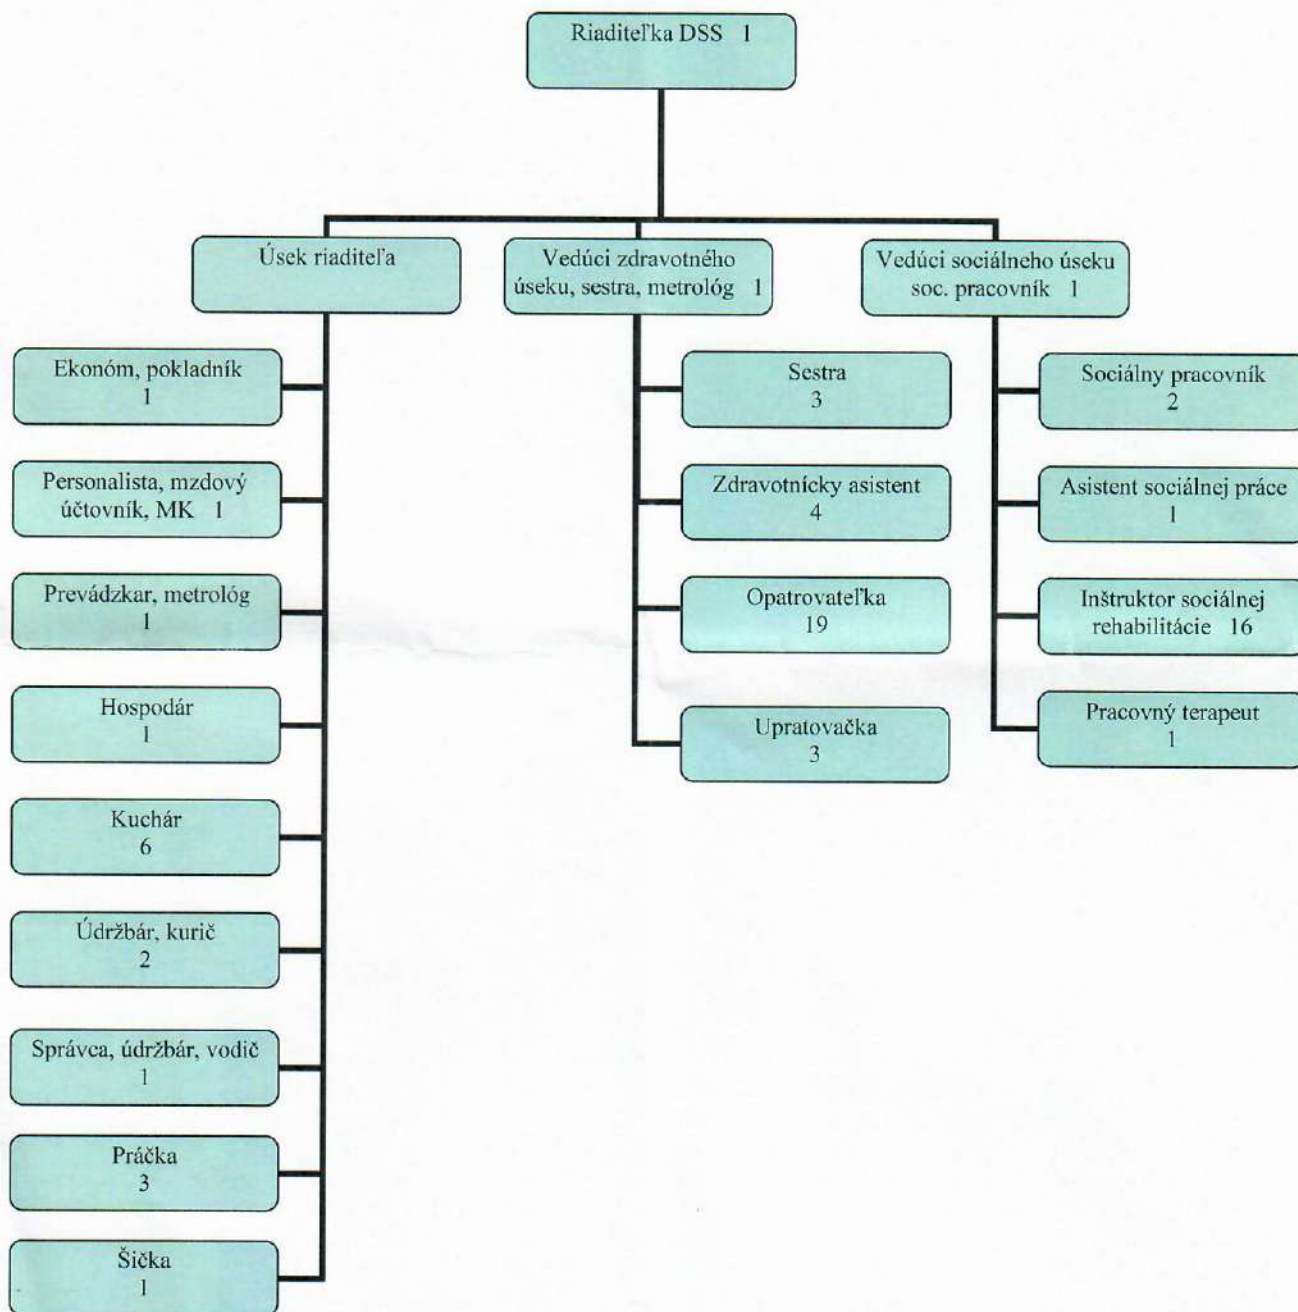 Riaditeľka DSS 1
Úsek riaditeľa
Vedúci zdravotného
úseku, sestra, metrológ 1
Vedúci sociálneho úseku
soc. pracovník 1
Ekonóm, pokladník
1
Personalista, mzdový
účtovník, MK 1
Prevádzkar, metrológ
1
Hospodár
1
Kuchár
6
Údržbár, kurič
2
Správca, údržbár, vodič
1
Práčka
3
Šička
1
Sestra
3
Zdravotnícky asistent
4
Opatrovateľka
19
Upratovačka
3
Sociálny pracovník
2
Asistent sociálnej práce
1
Inštruktor sociálnej
rehabilitácie 16
Pracovný terapeut
1